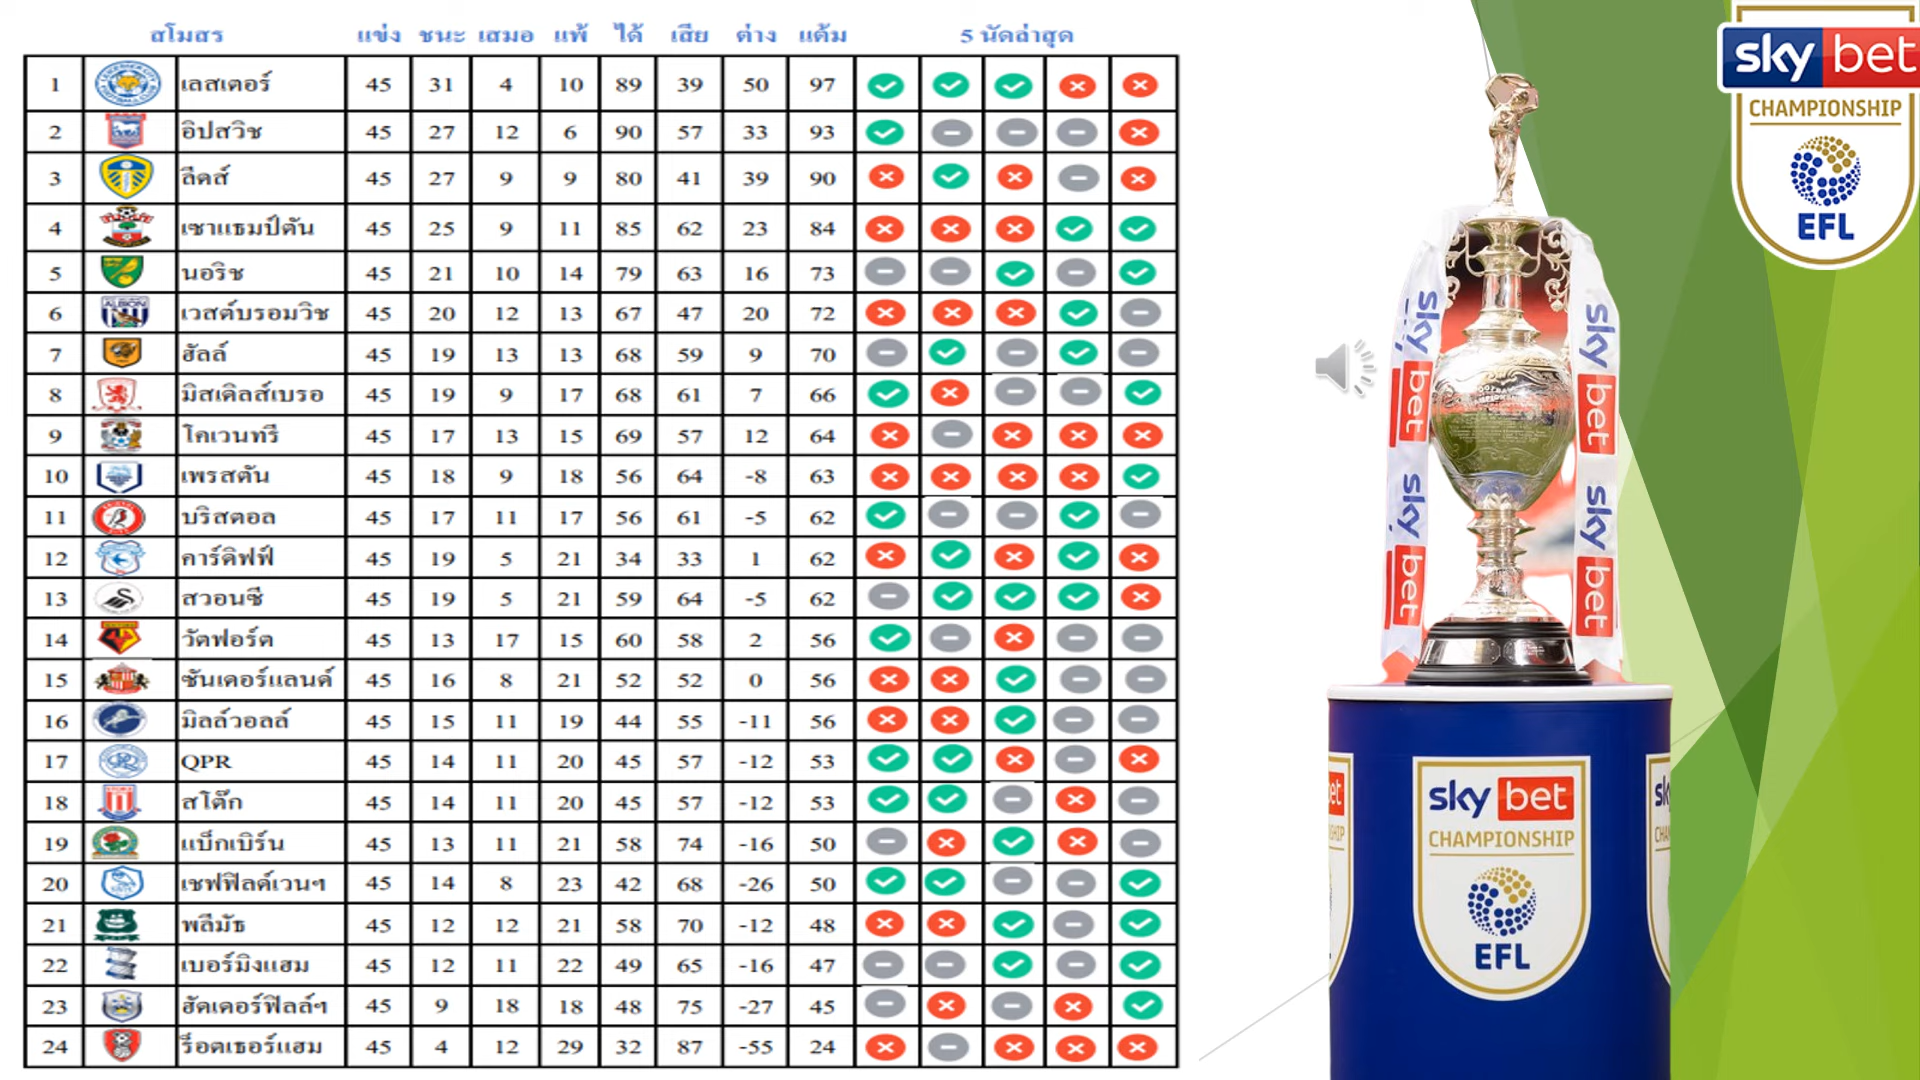 สโมสร แข่ง ชนะ เสมอ แพ้ ได้ เสีย ต่าง แต้ม 5 นัดล่าสุด
1 เลสเตอร์ 45 31 4 10 89 39 50 97
2 อิปสวิช 45 27 12 6 90 57 33 93
3 ลีดส์ 45 27 9 9 80 41 39 90
4 เซาแธมป์ตัน 45 25 9 11 85 62 23 84
5 นอริช 45 21 10 14 79 63 16 73
6 เวสต์บรอมวิช 45 20 12 13 67 47 20 72
7 ฮัลล์ 45 19 13 13 68 59 9 70
8 มิสเดิลส์เบรอ 45 19 9 17 68 61 7 66
9 โคเวนทรี 45 17 13 15 69 57 12 64
10 เพรสตัน 45 18 9 18 56 64 -8 63
11 บริสตอล 45 17 11 17 56 61 -5 62
12 คาร์ดิฟฟ์ 45 19 5 21 34 33 1 62
13 สวอนซี 45 19 5 21 59 64 -5 62
14 วัตฟอร์ด 45 13 17 15 60 58 2 56
15 ซันเดอร์แลนด์ 45 16 8 21 52 52 0 56
16 มิลล์วอลล์ 45 15 11 19 44 55 -11 56
17 QPR 45 14 11 20 45 57 -12 53
18 สโต๊ก 45 14 11 20 45 57 -12 53
19 แบ็กเบิร์น 45 13 11 21 58 74 -16 50
20 เชฟฟิลด์เวนฯ 45 14 8 23 42 68 -26 50
21 พลีมัธ 45 12 12 21 58 70 -12 48
22 เบอร์มิงแฮม 45 12 11 22 49 65 -16 47
23 ฮัดเดอร์ฟิลล์ฯ 45 9 18 18 48 75 -27 45
24 ร็อตเธอร์แฮม 45 4 12 29 32 87 -55 24
sky bet
CHAMPIONSHIP
EFL
sky bet
sky bet
sky bet
sky bet
sky bet
CHAMPIONSHIP
EFL